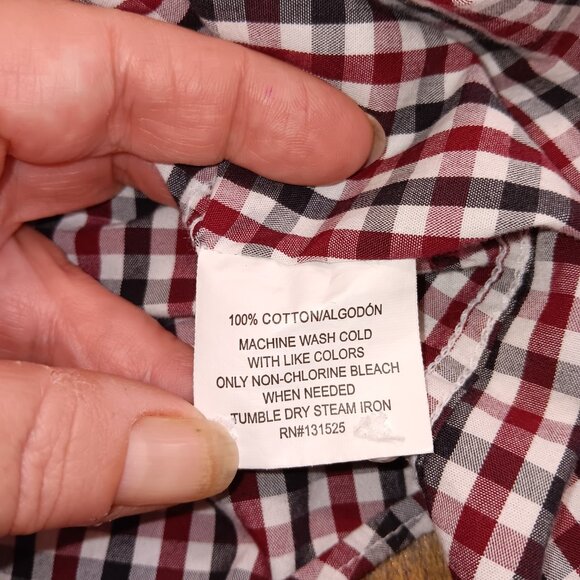 100% COTTON/ALGODÓN
MACHINE WASH COLD
WITH LIKE COLORS
ONLY NON-CHLORINE BLEACH
WHEN NEEDED
TUMBLE DRY STEAM IRON
RN#131525